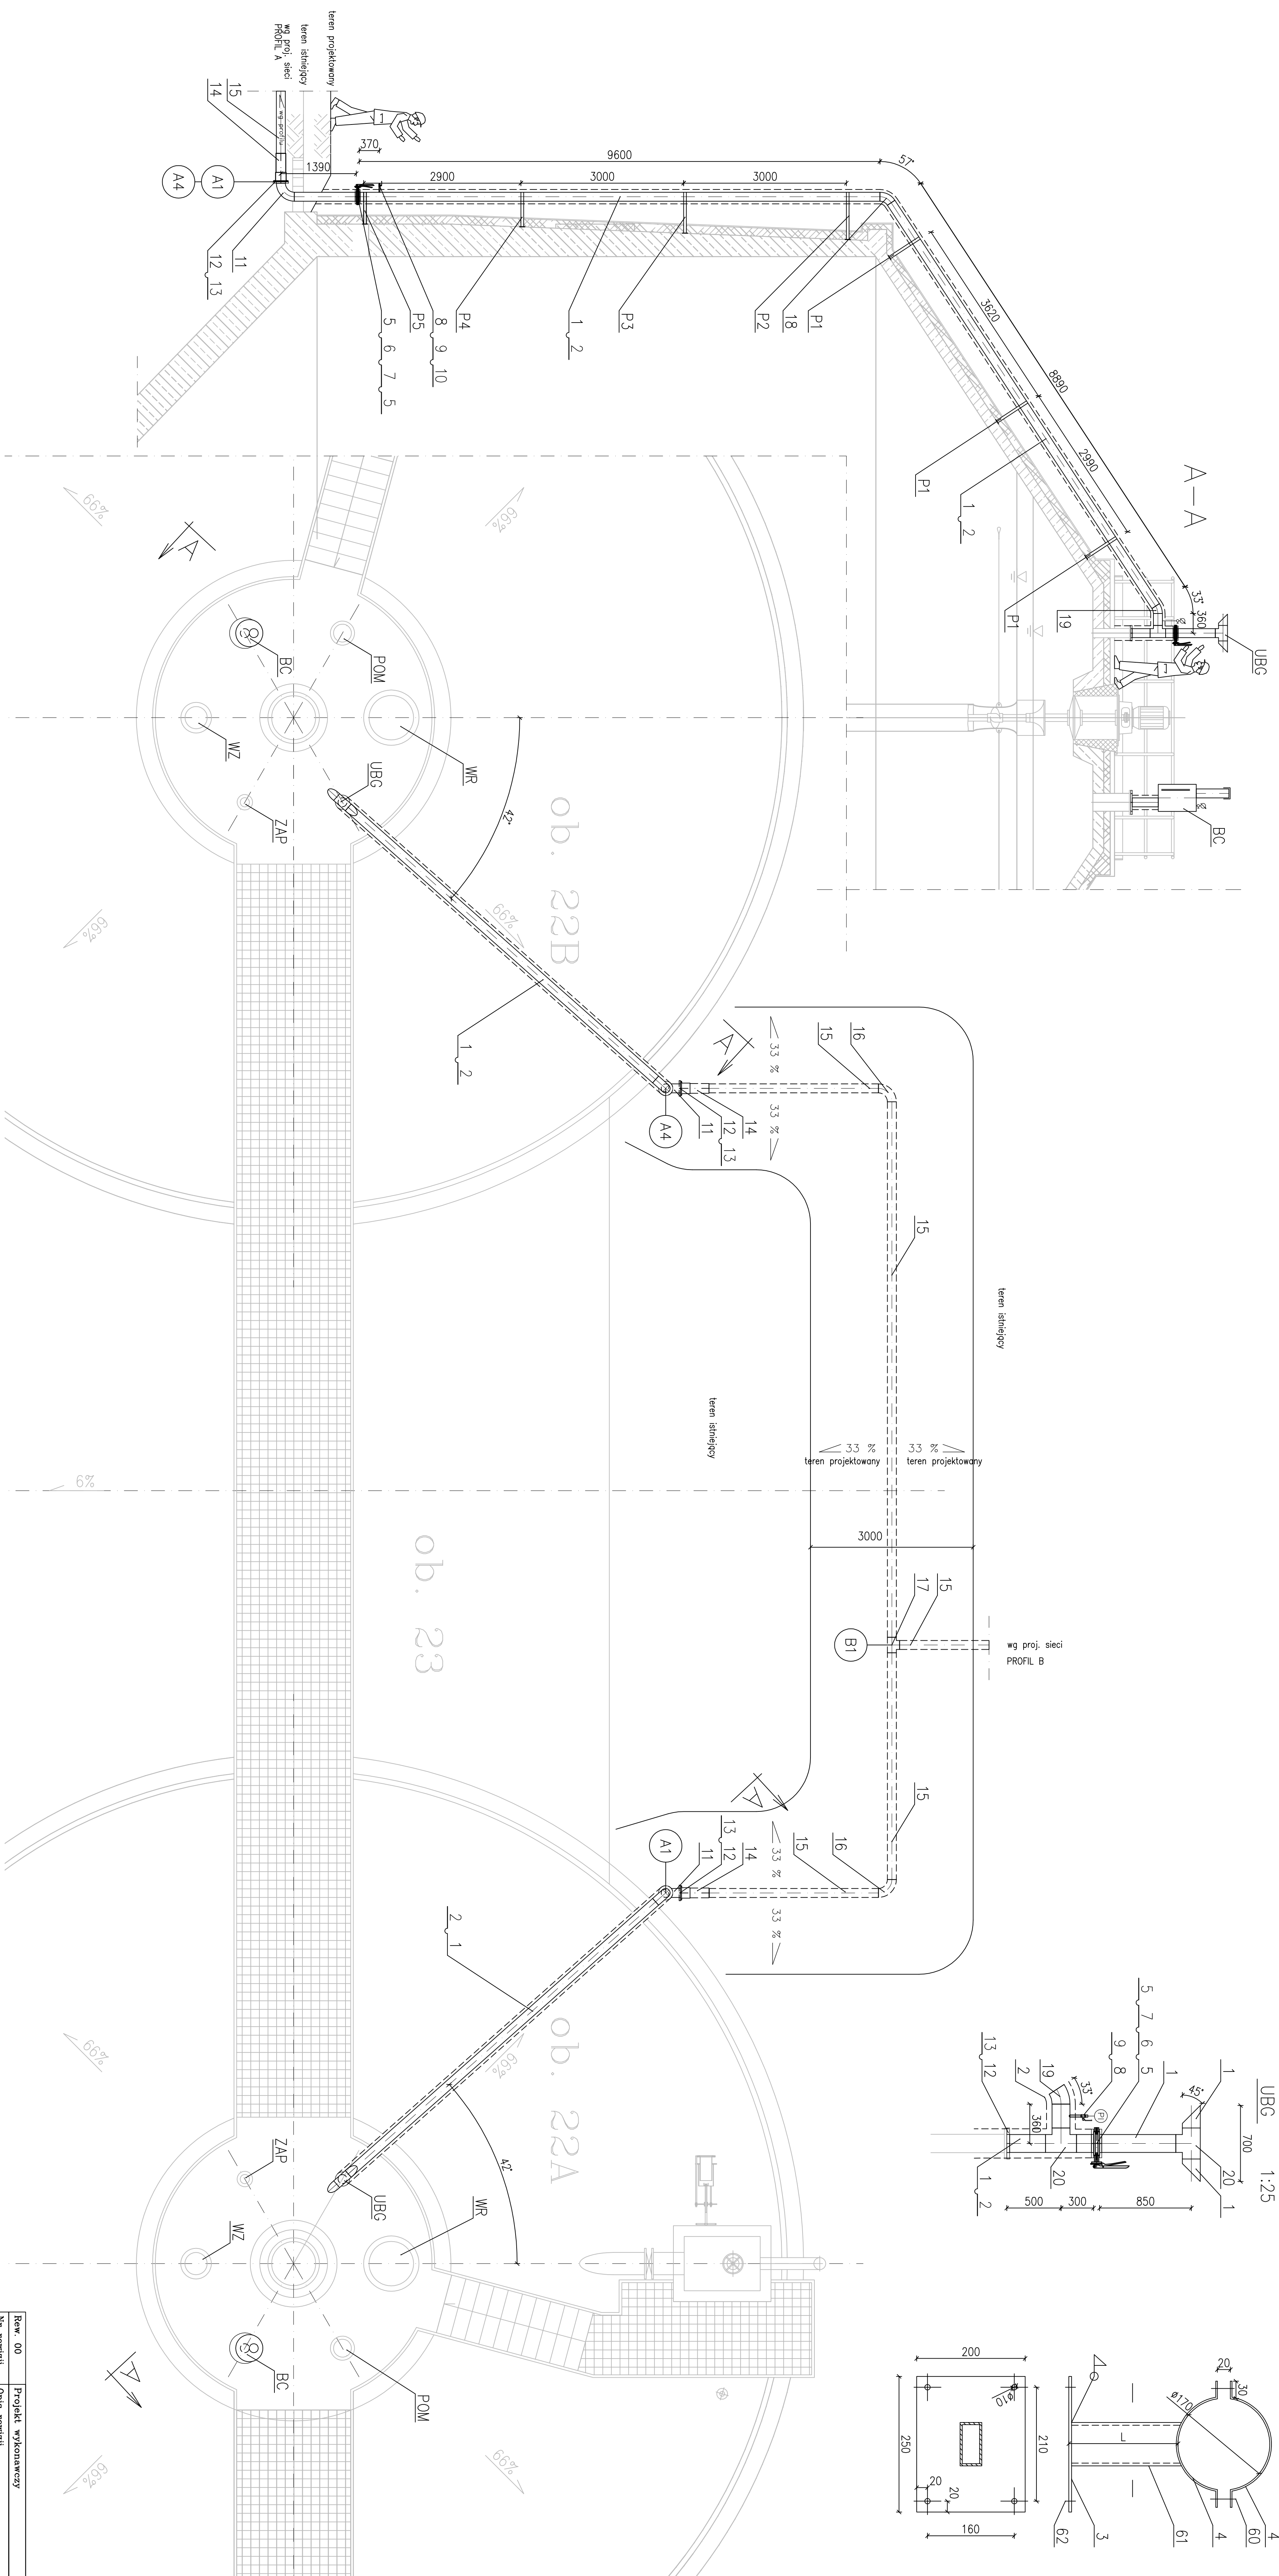 A-A
teren projektowany
teren istniejący
wg proj. sieci
PROFIL A
wg profilu
15
14
A4
A1
1390
370
9600
57°
2900
3000
3000
11
12 13
5 6 7 5
8 9 10
P5
P4
1 2
P3
P2
18
P1
3620
8890
2990
P1
1 2
P1
19
33°
360
UBG
BC
66%
66%
A
BC
POM
WZ
WR
UBG
ZAP
42°
ob. 22B
66%
66%
1 2
A
33 %
33 %
15
16
14
12 13
11
A4
15
teren istniejący
teren istniejący
33 %
33 %
teren projektowany
teren projektowany
6%
3000
ob. 23
17
15
B1
wg proj. sieci
PROFIL B
15
A
A1
11
13 12
14
33 %
33 %
15
16
2 1
ob. 22A
66%
66%
42°
ZAP
UBG
WR
WZ
BC
POM
A
66%
66%
UBG 1:25
5 7 6 5
9 8
13 12
2
19
33°
360
P1
1
1
45°
700
20
1
20
1 2
500
300
850
200
250
210
160
20
20
ø10
20
30
ø170
L
4
60
4
61
3
62
Rew. 00
Projekt wykonawczy
Nr rewizji
Opis rewizji